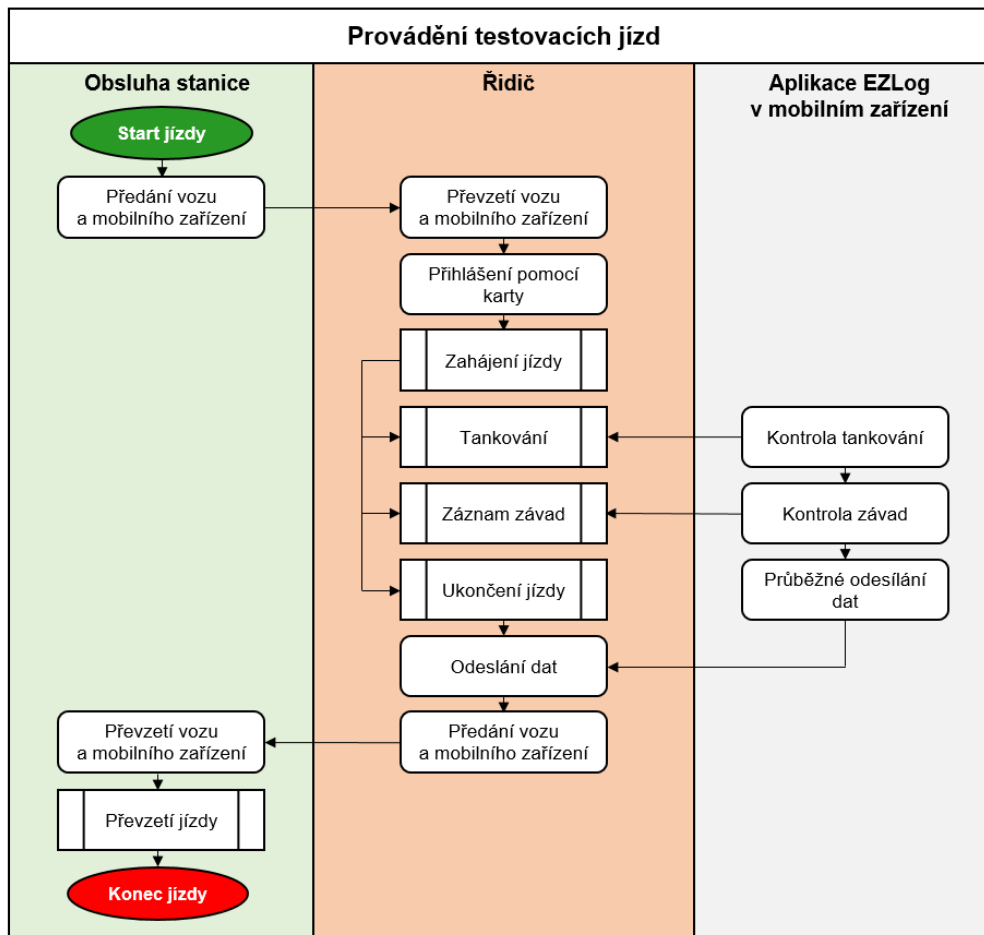 Provádění testovacích jízd
Obsluha stanice
Řidič
Aplikace EZLog
v mobilním zařízení
Start jízdy
Předání vozu
a mobilního zařízení
Převzetí vozu
a mobilního zařízení
Přihlášení pomocí
karty
Zahájení jízdy
Tankování
Kontrola tankování
Záznam závad
Kontrola závad
Ukončení jízdy
Průběžné odesílání
dat
Odeslání dat
Převzetí vozu
a mobilního zařízení
Předání vozu
a mobilního zařízení
Převzetí jízdy
Konec jízdy